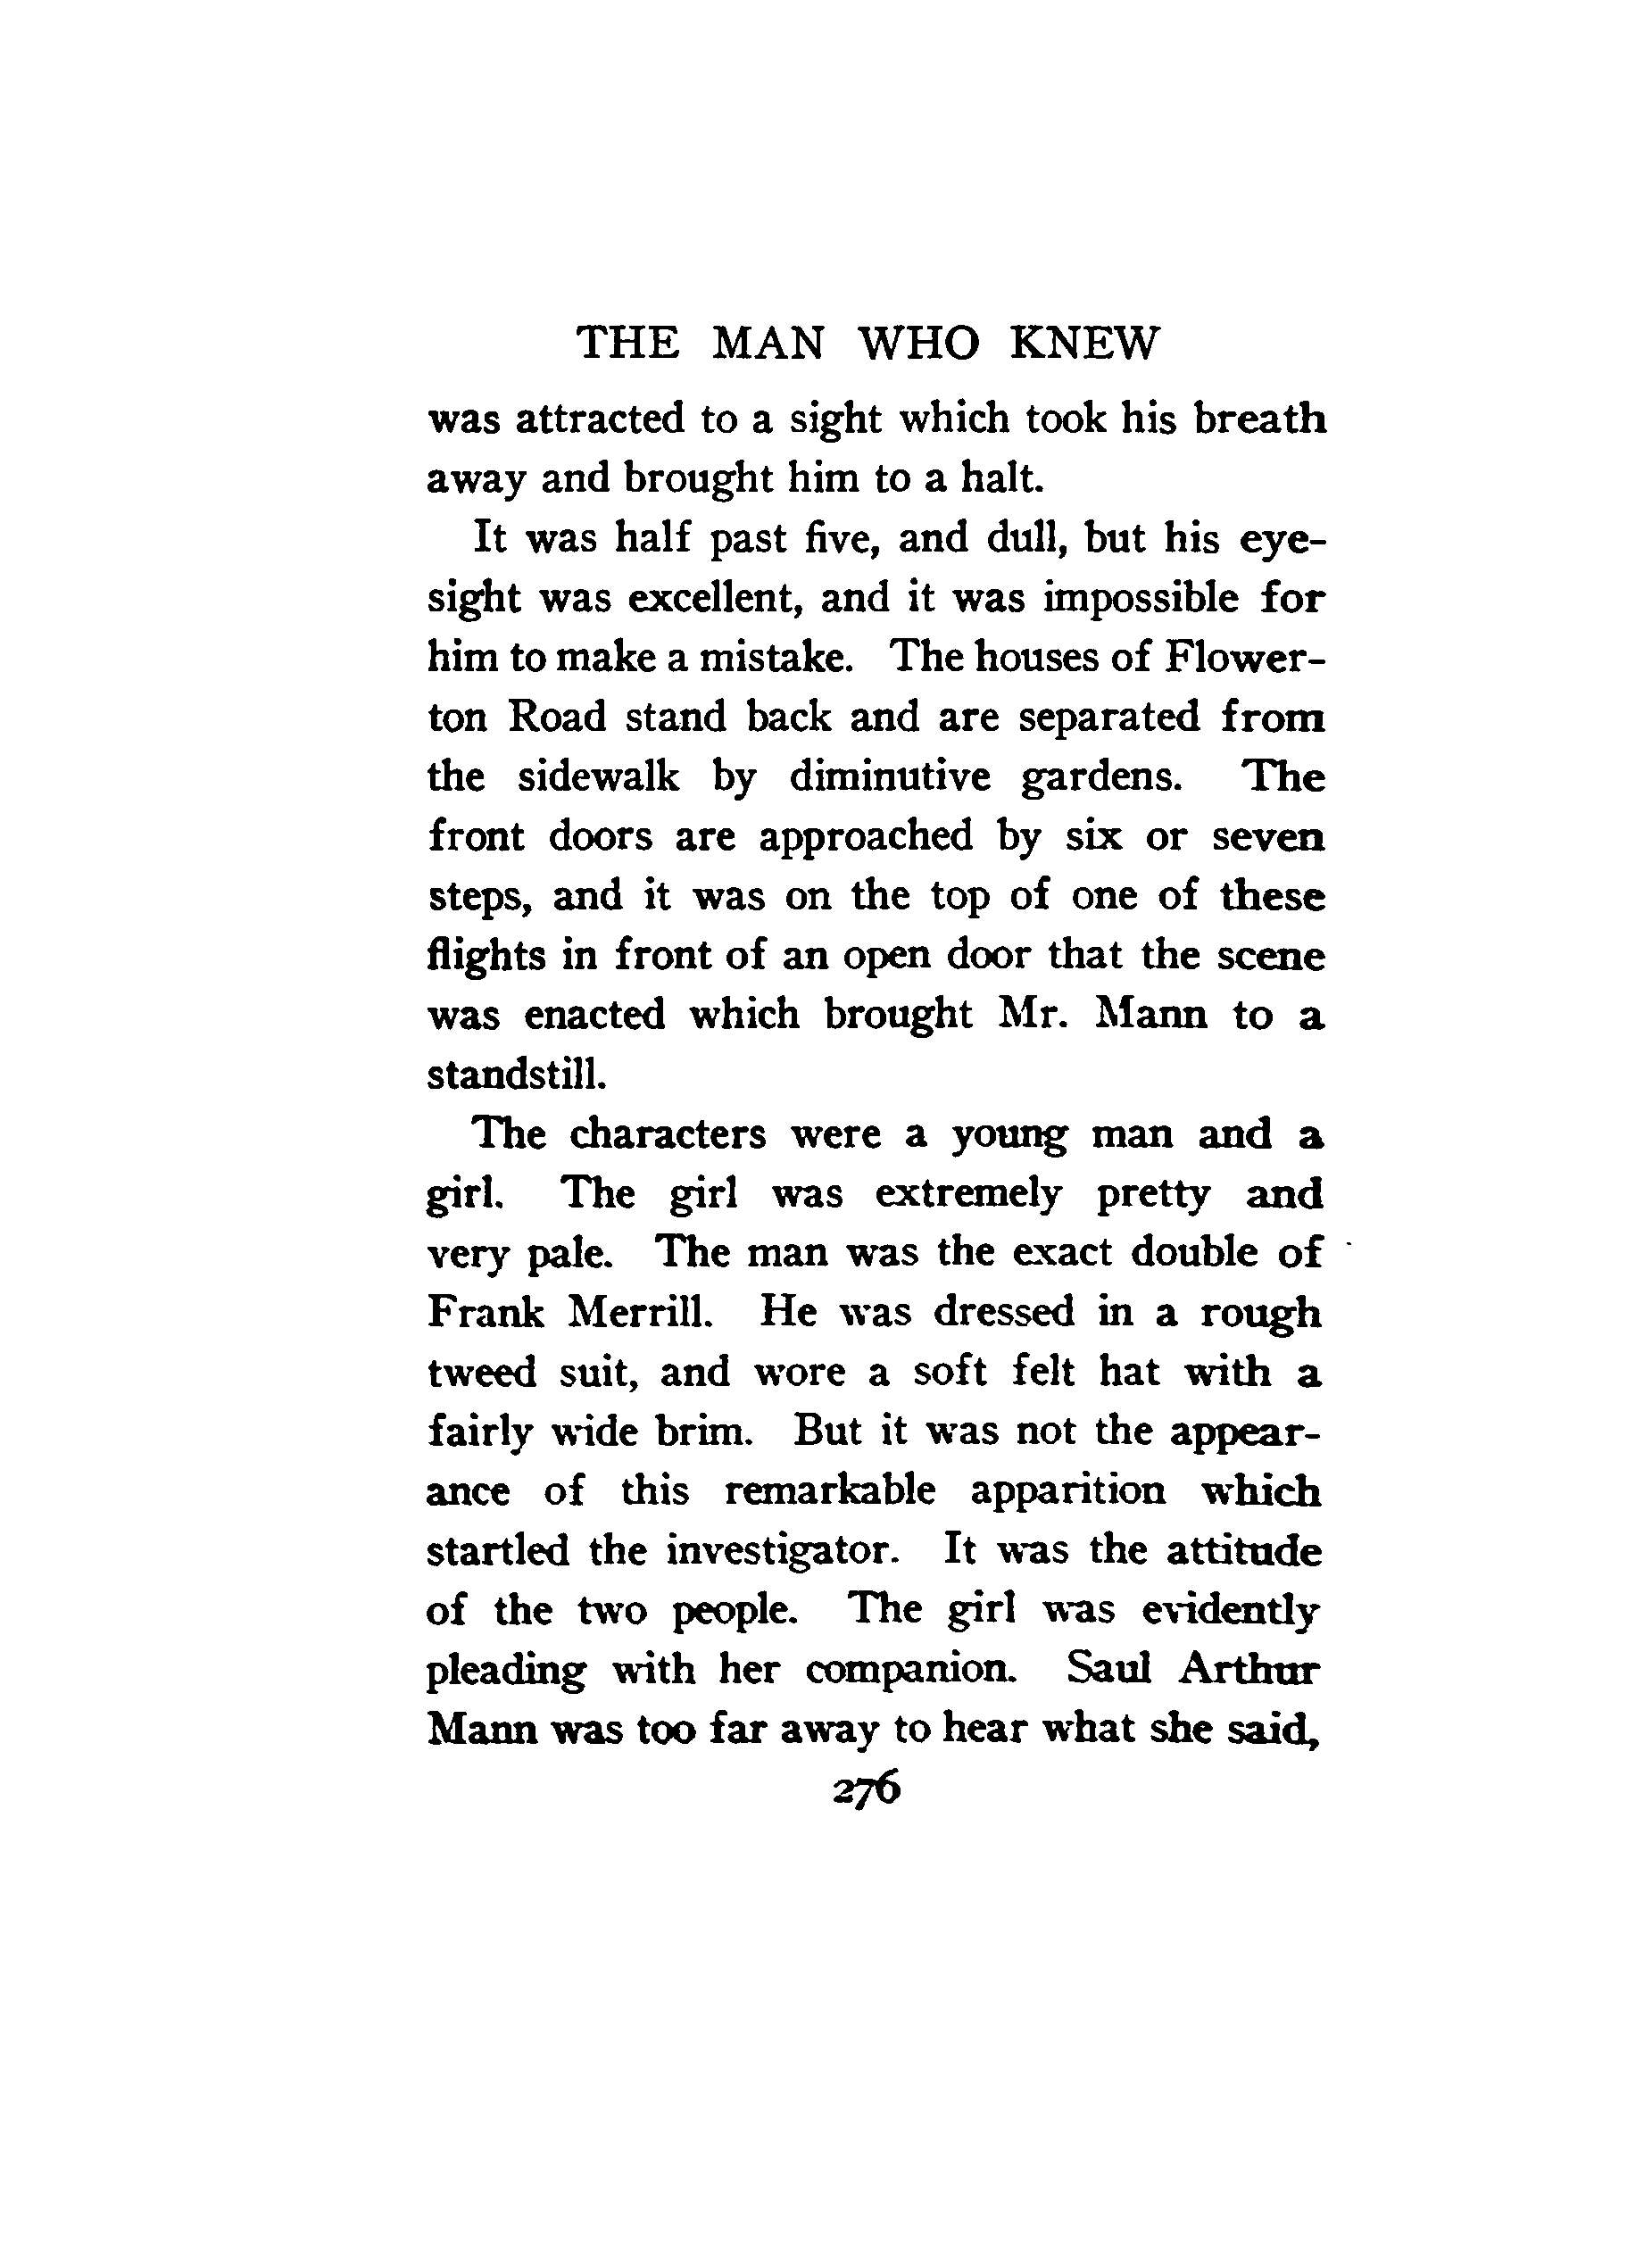 THE MAN WHO KNEW
was attracted to a sight which took his breath
away and brought him to a halt.
It was half past five, and dull, but his eye-
sight was excellent, and it was impossible for
him to make a mistake. The houses of Flower-
ton Road stand back and are separated from
the sidewalk by diminutive gardens. The
front doors are approached by six or seven
steps, and it was on the top of one of these
flights in front of an open door that the scene
was enacted which brought Mr. Mann to a
standstill.
The characters were a young man and a
girl. The girl was extremely pretty and
very pale. The man was the exact double of
Frank Merrill. He was dressed in a rough
tweed suit, and wore a soft felt hat with a
fairly wide brim. But it was not the appear-
ance of this remarkable apparition which
startled the investigator. It was the attitude
of the two people. The girl was evidently
pleading with her companion. Saul Arthur
Mann was too far away to hear what she said,
276